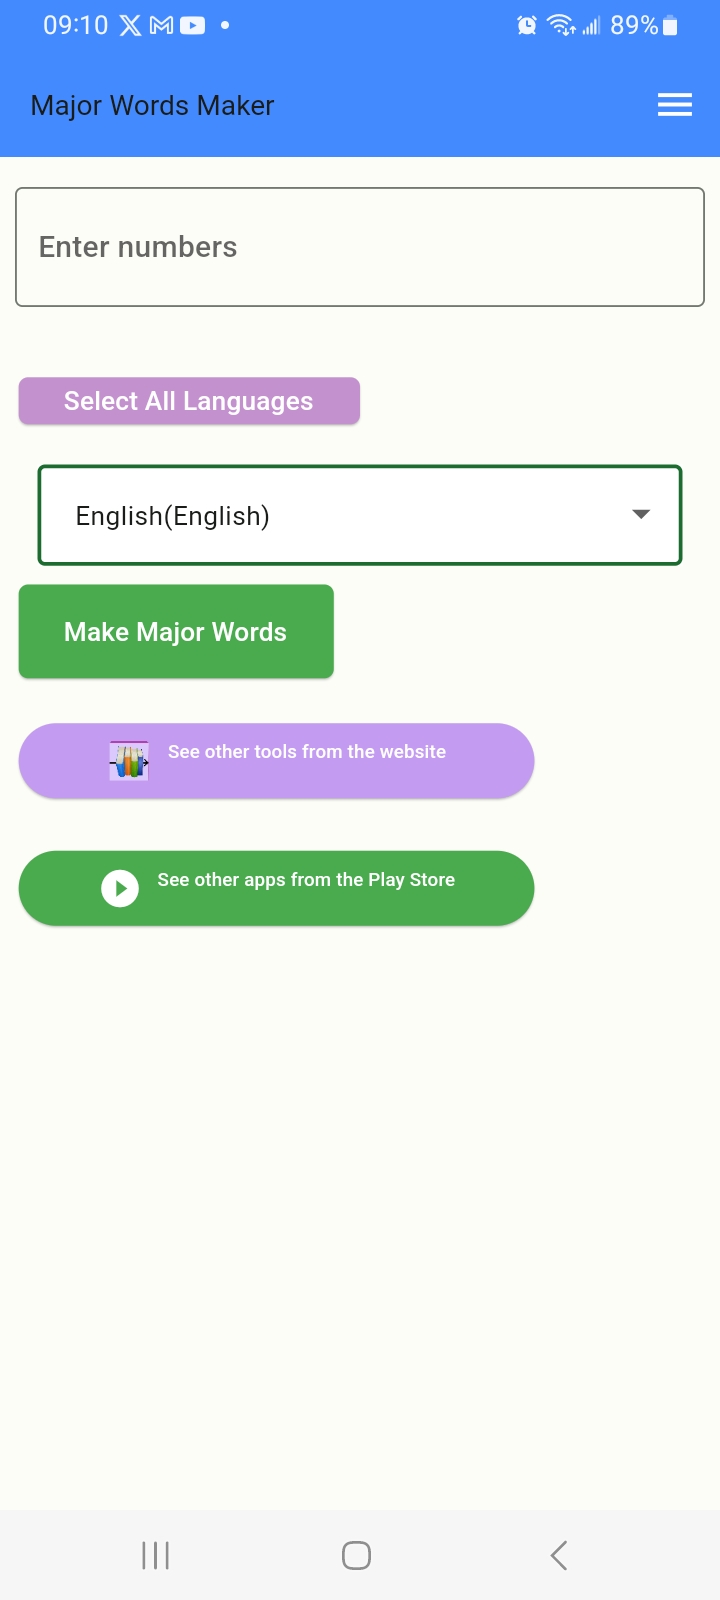 09:10
89%
Major Words Maker
Enter numbers
Select All Languages
English(English)
Make Major Words
See other tools from the website
See other apps from the Play Store